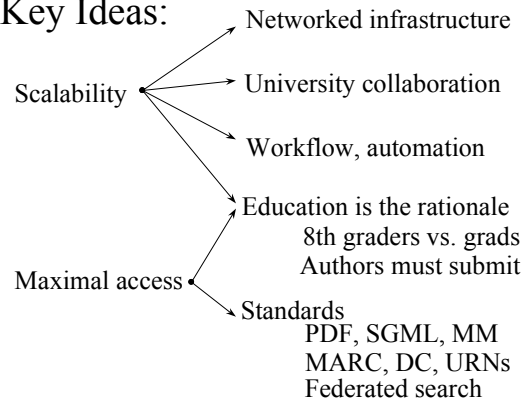 Key Ideas:
Networked infrastructure
Scalability
University collaboration
Workflow, automation
Education is the rationale
8th graders vs. grads
Authors must submit
Maximal access
Standards
PDF, SGML, MM
MARC, DC, URNs
Federated search